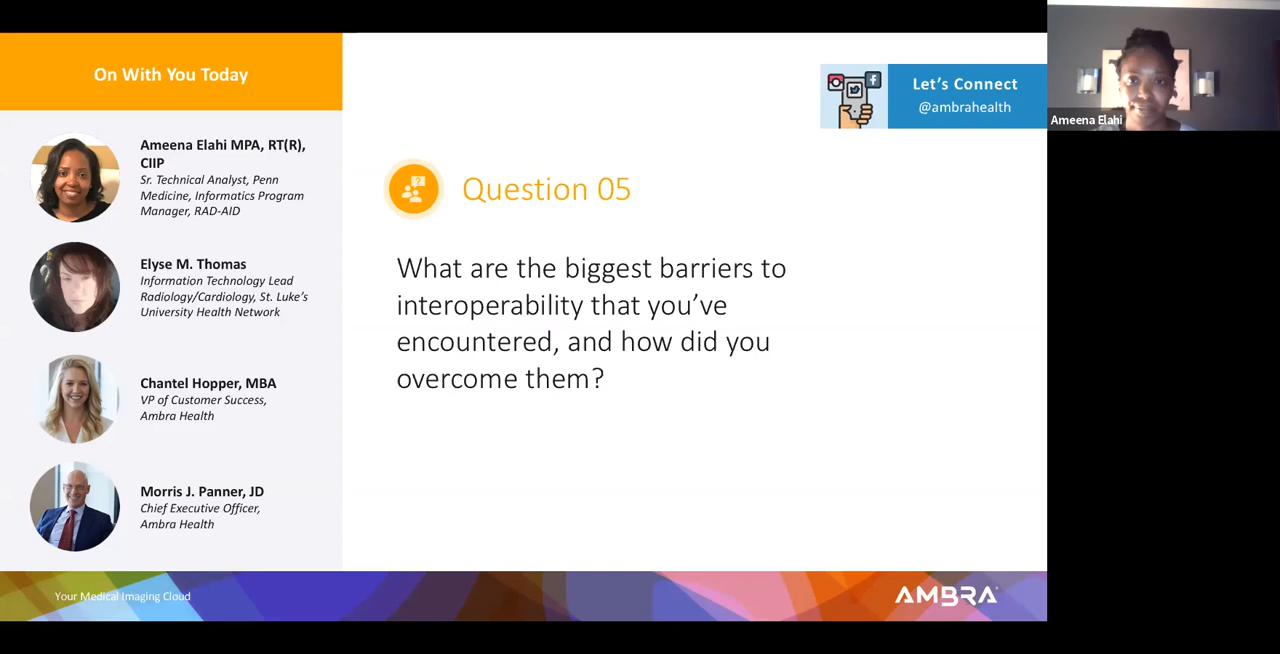 On With You Today
Ameena Elahi MPA, RT(R),
CIIP
Sr. Technical Analyst, Penn
Medicine, Informatics Program
Manager, RAD-AID
Elyse M. Thomas
Information Technology Lead
Radiology/Cardiology, St. Luke's
University Health Network
Chantel Hopper, MBA
VP of Customer Success,
Ambra Health
Morris J. Panner, JD
Chief Executive Officer,
Ambra Health
Let's Connect
@ambrahealth
Question 05
What are the biggest barriers to
interoperability that you've
encountered, and how did you
overcome them?
Your Medical Imaging Cloud
AMBRA
Ameena Elahi